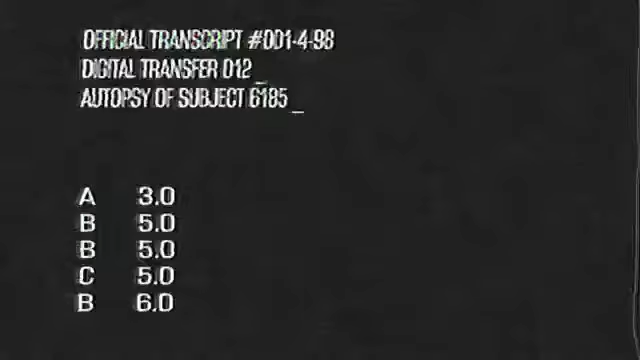 OFFICIAL TRANSCRIPT #001-4-98
DIGITAL TRANSFER 012_
AUTOPSY OF SUBJECT 6185 _
A 3.0
B 5.0
B 5.0
C 5.0
B 6.0